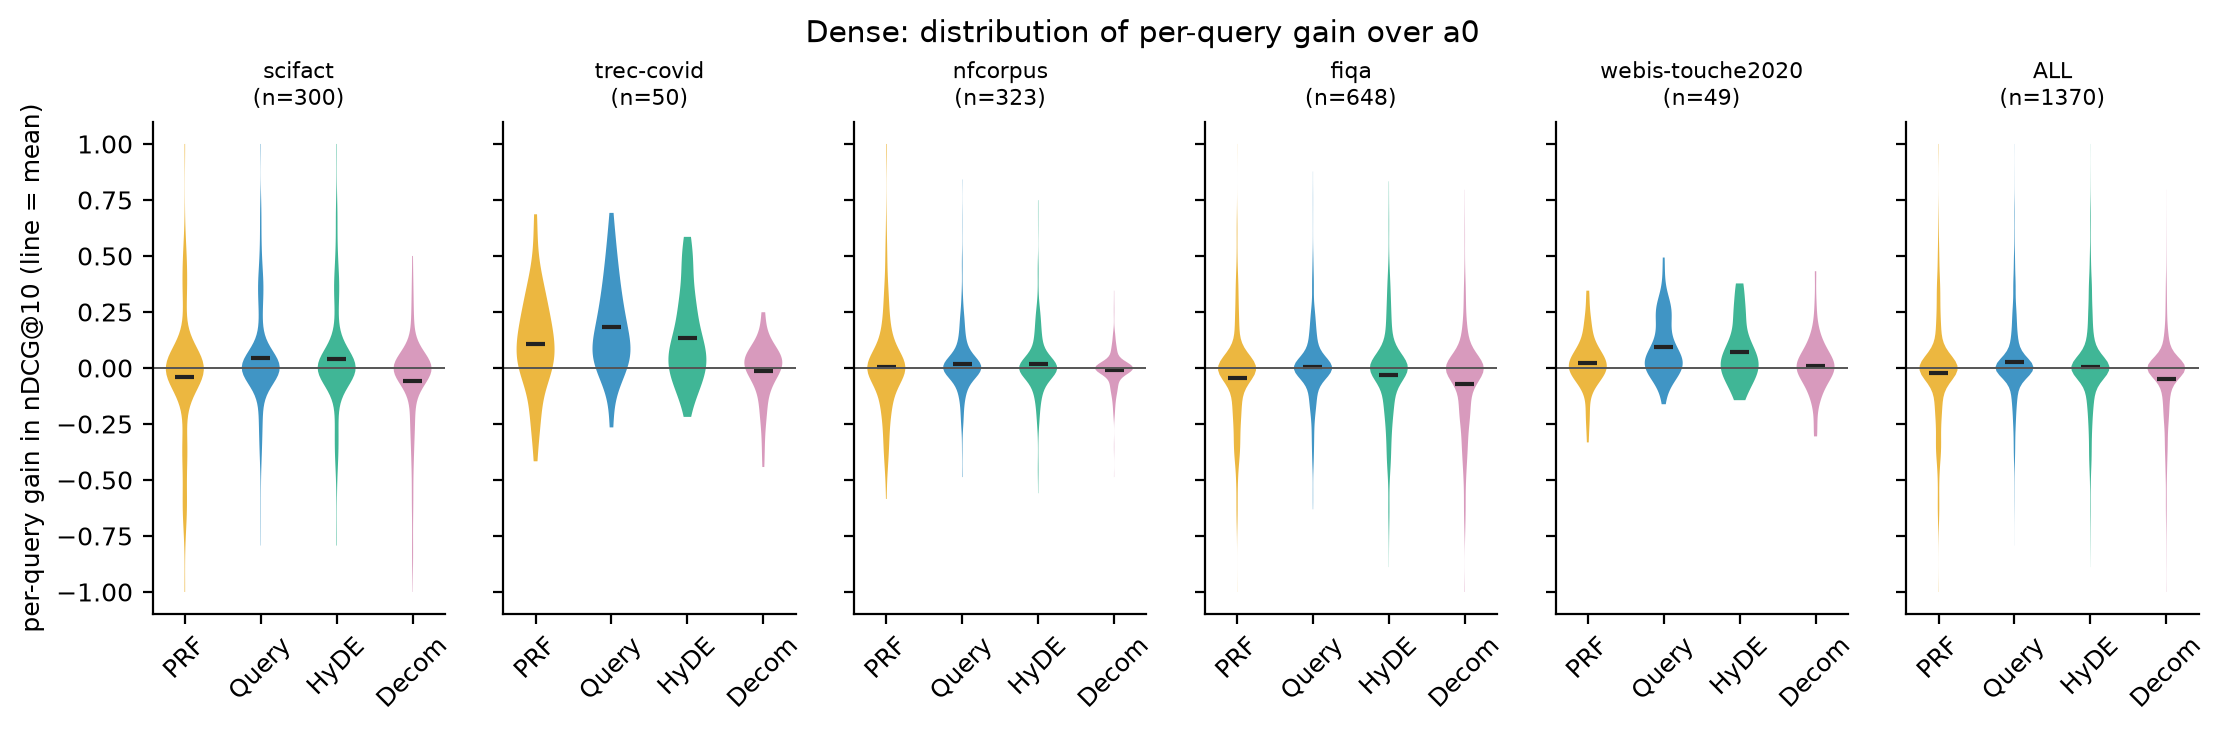 Dense: distribution of per-query gain over a0
scifact
(n=300)
trec-covid
(n=50)
nfcorpus
(n=323)
fiqa
(n=648)
webis-touche2020
(n=49)
ALL
(n=1370)
per-query gain in nDCG@10 (line = mean)
1.00
0.75
0.50
0.25
0.00
−0.25
−0.50
−0.75
−1.00
PRF
Query
HyDE
Decom
PRF
Query
HyDE
Decom
PRF
Query
HyDE
Decom
PRF
Query
HyDE
Decom
PRF
Query
HyDE
Decom
PRF
Query
HyDE
Decom